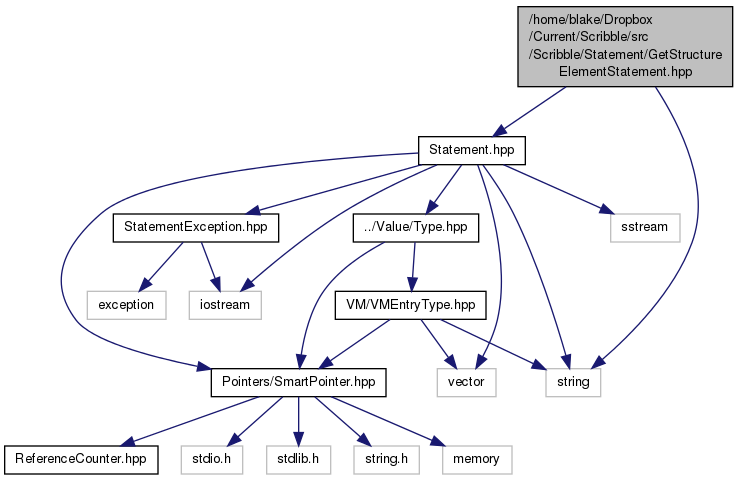 /home/blake/Dropbox
/Current/Scribble/src
/Scribble/Statement/GetStructure
ElementStatement.hpp
Statement.hpp
StatementException.hpp
../Value/Type.hpp
sstream
exception
iostream
VM/VMEntryType.hpp
Pointers/SmartPointer.hpp
vector
string
ReferenceCounter.hpp
stdio.h
stdlib.h
string.h
memory